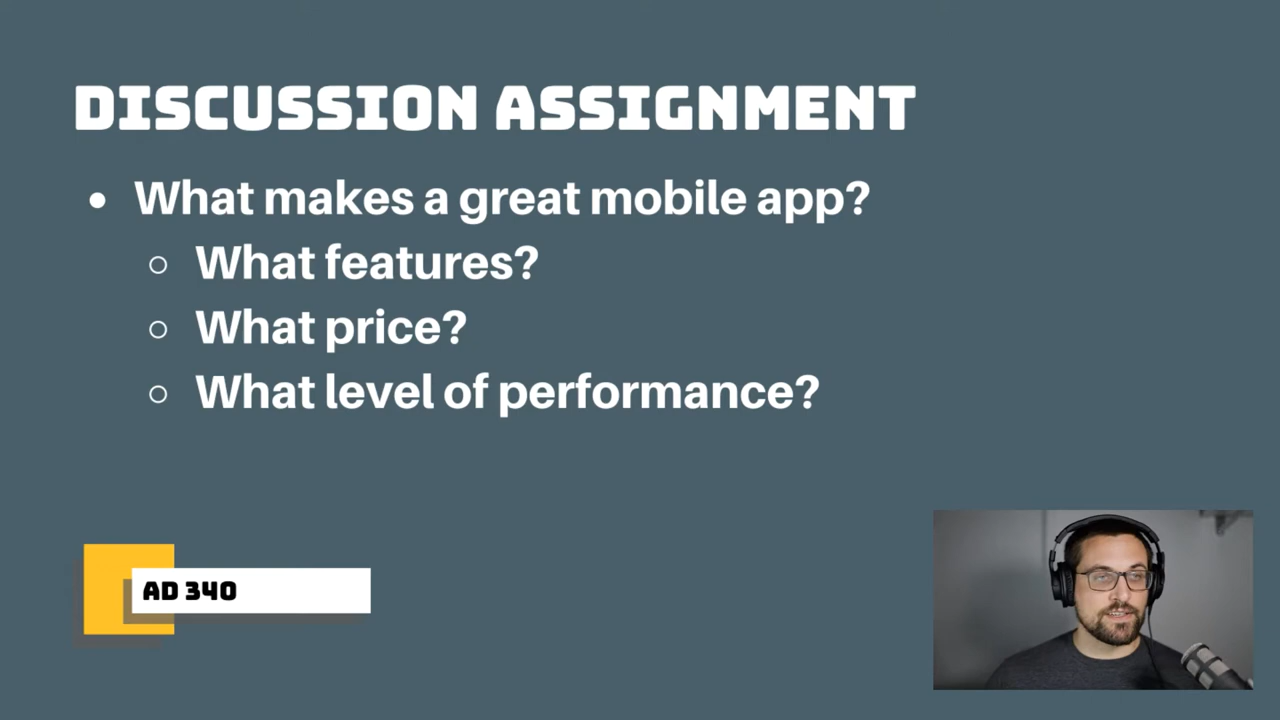 DISCUSSION ASSIGNMENT
What makes a great mobile app?
What features?
What price?
What level of performance?
AD 340